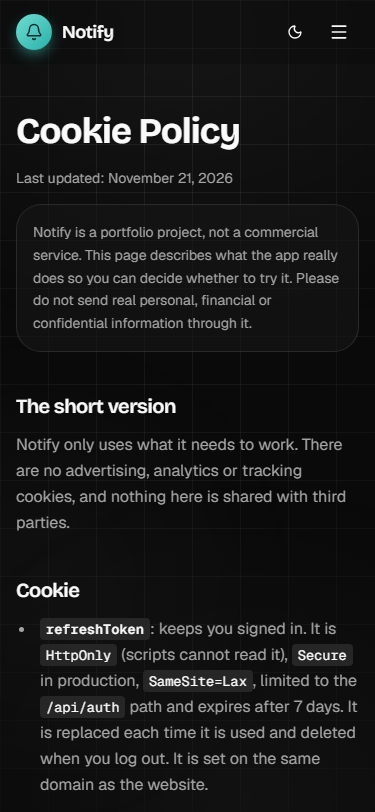 Notify
Cookie Policy
Last updated: November 21, 2026
Notify is a portfolio project, not a commercial
service. This page describes what the app really
does so you can decide whether to try it. Please
do not send real personal, financial or
confidential information through it.
The short version
Notify only uses what it needs to work. There
are no advertising, analytics or tracking
cookies, and nothing here is shared with third
parties.
Cookie
• refreshToken: keeps you signed in. It is
HttpOnly (scripts cannot read it), Secure
in production, SameSite=Lax, limited to the
/api/auth path and expires after 7 days. It
is replaced each time it is used and deleted
when you log out. It is set on the same
domain as the website.